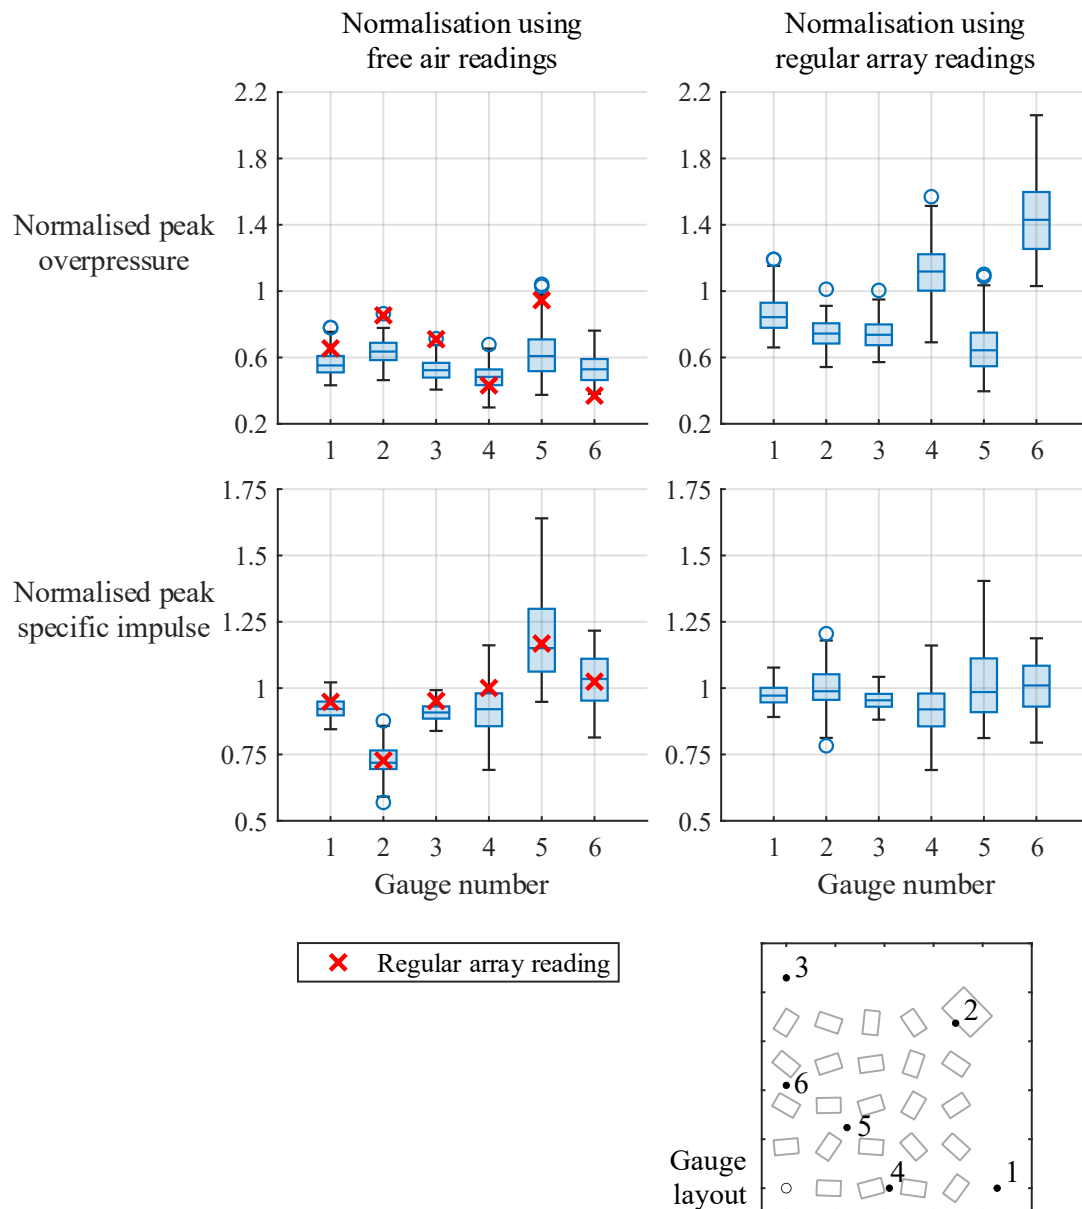 Normalisation using
free air readings
Normalisation using
regular array readings
Normalised peak
overpressure
2.2
1.8
1.4
1
0.6
0.2
1 2 3 4 5 6
2.2
1.8
1.4
1
0.6
0.2
1 2 3 4 5 6
Normalised peak
specific impulse
1.75
1.5
1.25
1
0.75
0.5
1 2 3 4 5 6
Gauge number
1.75
1.5
1.25
1
0.75
0.5
1 2 3 4 5 6
Gauge number
Regular array reading
3
2
6
5
4 1
Gauge
layout